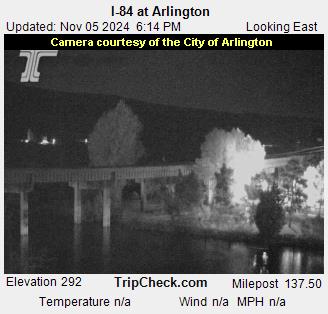 I-84 at Arlington
Updated: Nov 05 2024 6:14 PM Looking East
Camera courtesy of the City of Arlington
Elevation 292 TripCheck.com Milepost 137.50
Temperature n/a Wind n/a MPH n/a